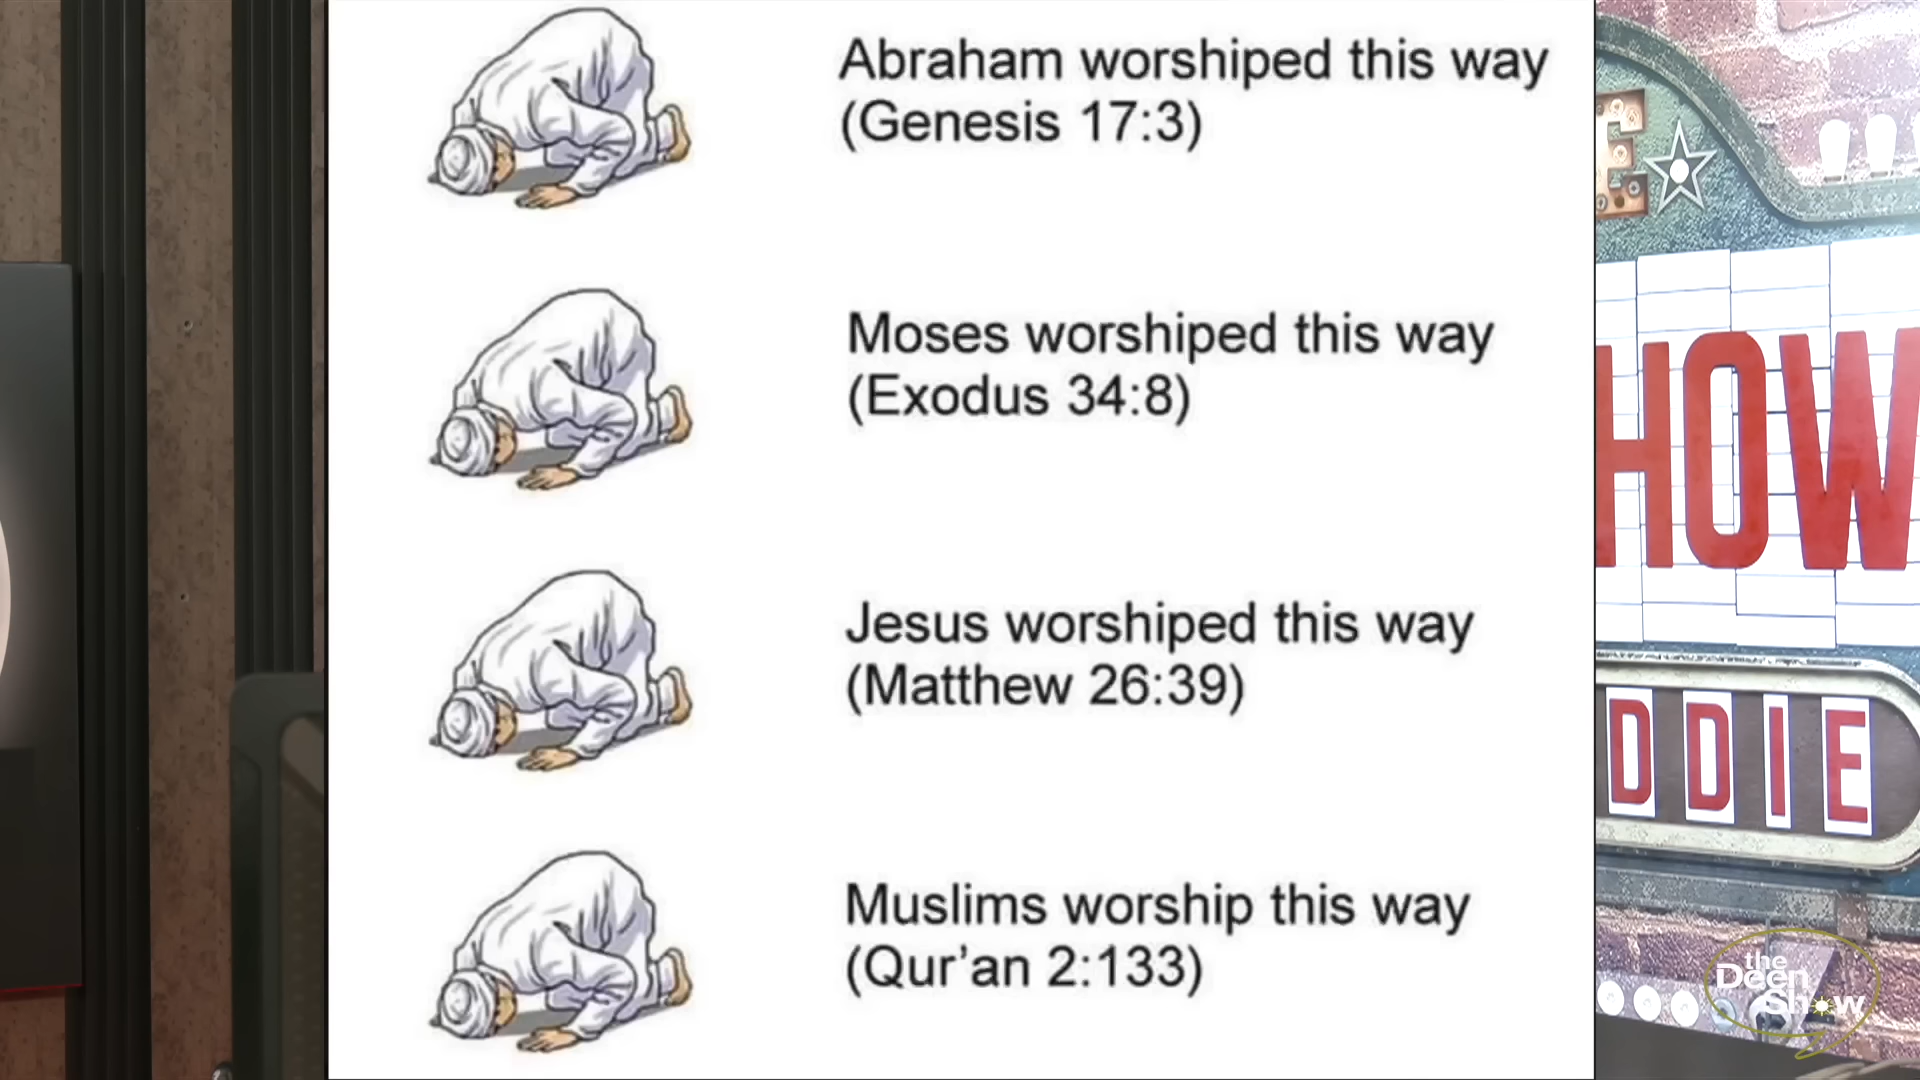 Abraham worshiped this way
(Genesis 17:3)
Moses worshiped this way
(Exodus 34:8)
Jesus worshiped this way
(Matthew 26:39)
Muslims worship this way
(Qur’an 2:133)
E
HOW
DDIE
the
Deen
Show